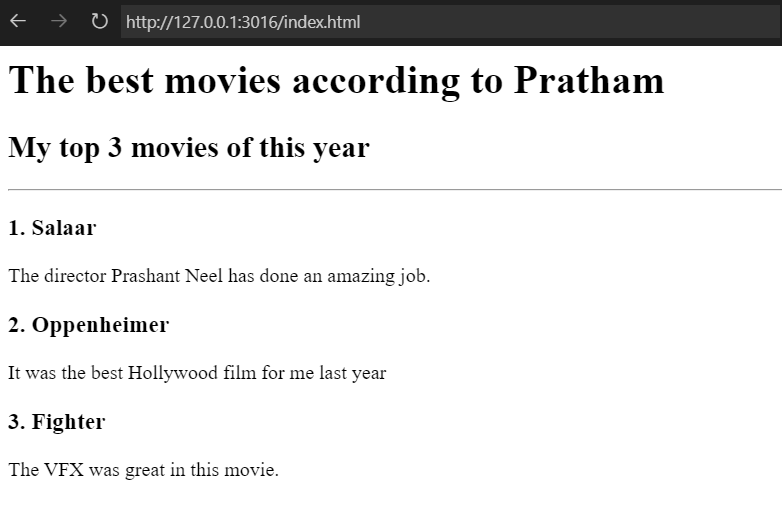 http://127.0.0.1:3016/index.html
The best movies according to Pratham
My top 3 movies of this year
1. Salaar
The director Prashant Neel has done an amazing job.
2. Oppenheimer
It was the best Hollywood film for me last year
3. Fighter
The VFX was great in this movie.